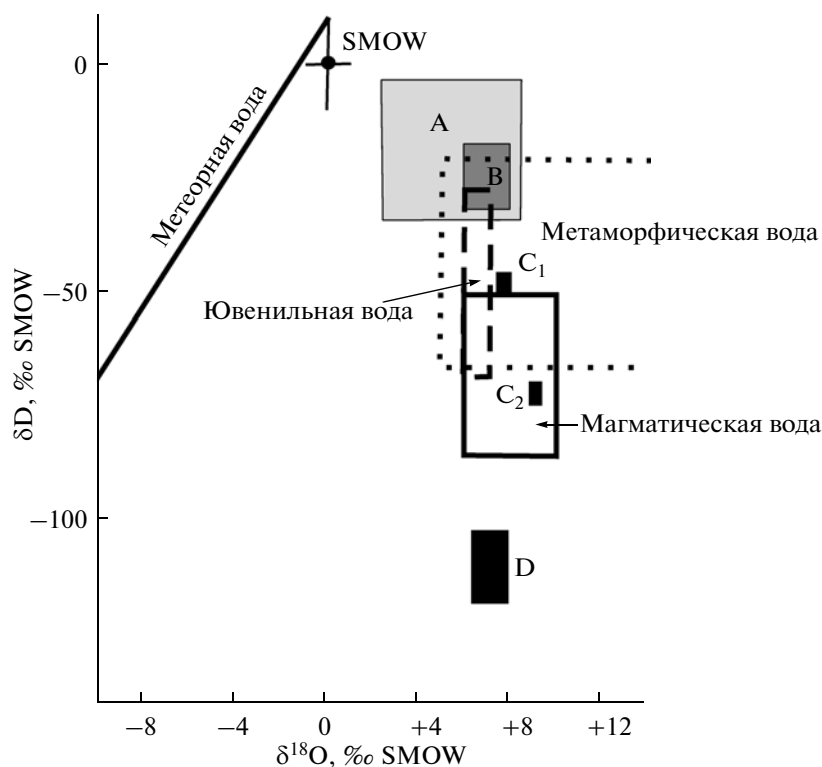 SMOW
0
Метеорная вода
A
B
Метаморфическая вода
C₁
−50
Ювенильная вода
δD, ‰ SMOW
C₂
Магматическая вода
−100
D
−8 −4 0 +4 +8 +12
δ¹⁸O, ‰ SMOW